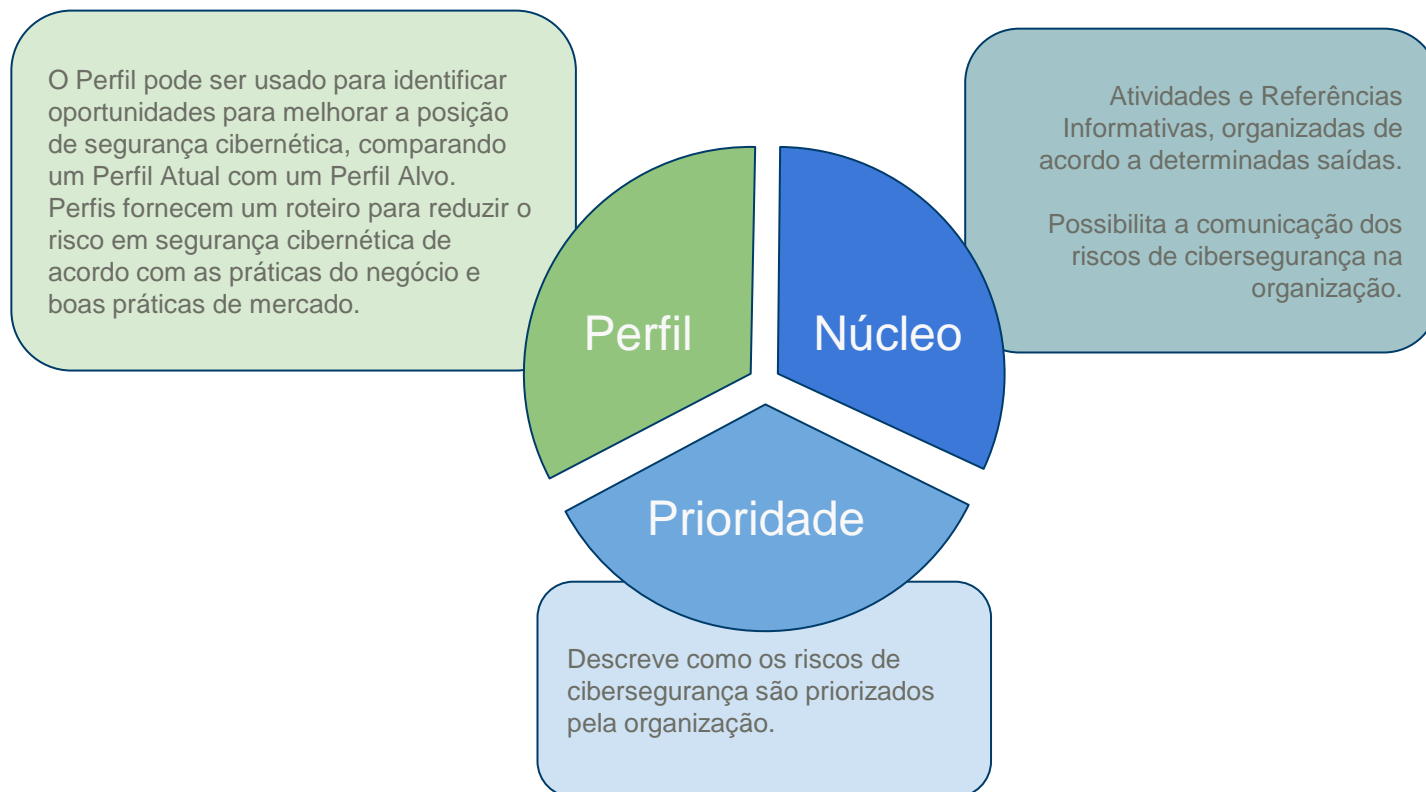 O Perfil pode ser usado para identificar
oportunidades para melhorar a posição
de segurança cibernética, comparando
um Perfil Atual com um Perfil Alvo.
Perfis fornecem um roteiro para reduzir o
risco em segurança cibernética de
acordo com as práticas do negócio e
boas práticas de mercado.
Atividades e Referências
Informativas, organizadas de
acordo a determinadas saídas.
Possibilita a comunicação dos
riscos de cibersegurança na
organização.
Perfil
Núcleo
Prioridade
Descreve como os riscos de
cibersegurança são priorizados
pela organização.